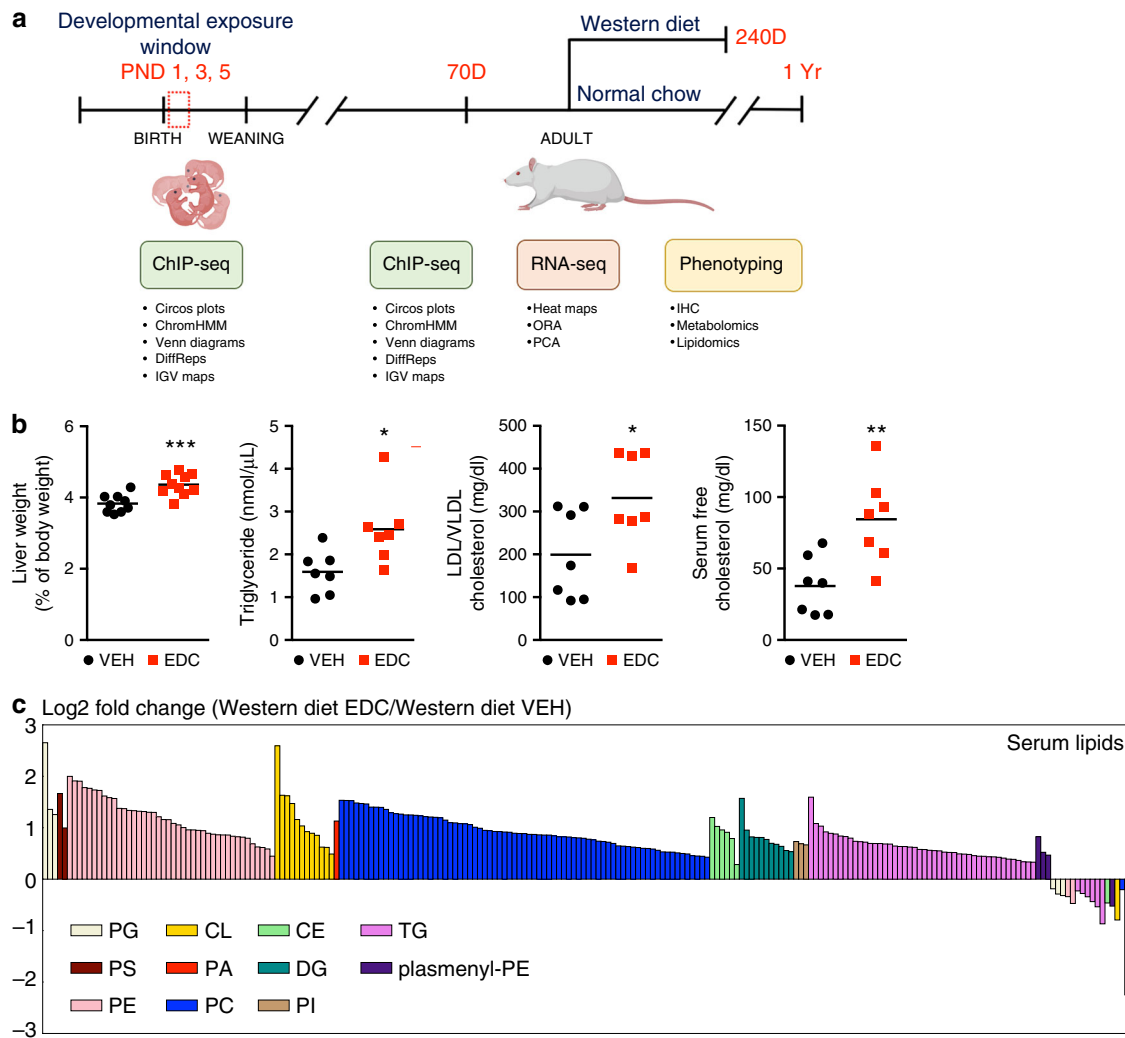 a
Developmental exposure
window
PND 1, 3, 5
70D
Western diet
240D
1 Yr
Normal chow
BIRTH
WEANING
ADULT
ChIP-seq
• Circos plots
• ChromHMM
• Venn diagrams
• DiffReps
• IGV maps
ChIP-seq
• Circos plots
• ChromHMM
• Venn diagrams
• DiffReps
• IGV maps
RNA-seq
•Heat maps
•ORA
•PCA
Phenotyping
•IHC
•Metabolomics
•Lipidomics
b
Liver weight
(% of body weight)
6
4
2
0
***
VEH
EDC
Triglyceride (nmol/µL)
5
4
3
2
1
0
*
VEH
EDC
LDL/VLDL
cholesterol (mg/dl)
500
400
300
200
100
0
*
VEH
EDC
Serum free
cholesterol (mg/dl)
150
100
50
0
**
VEH
EDC
c
Log2 fold change (Western diet EDC/Western diet VEH)
Serum lipids
3
2
1
0
−1
−2
−3
PG
CL
CE
TG
PS
PA
DG
plasmenyl-PE
PE
PC
PI